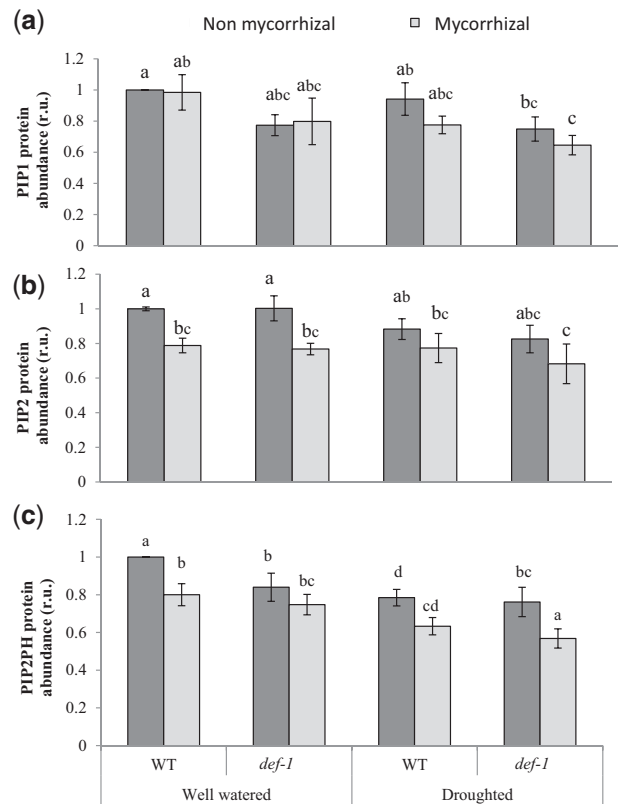 (a) Non mycorrhizal Mycorrhizal
PIP1 protein
abundance (r.u.)
1.2
1
0.8
0.6
0.4
0.2
0
a ab abc abc ab abc bc c
(b)
PIP2 protein
abundance (r.u.)
1.2
1
0.8
0.6
0.4
0.2
0
a bc a bc ab bc abc c
(c)
PIP2PH protein
abundance (r.u.)
1.2
1
0.8
0.6
0.4
0.2
0
a b b bc d cd bc a
WT def-1 WT def-1
Well watered Droughted